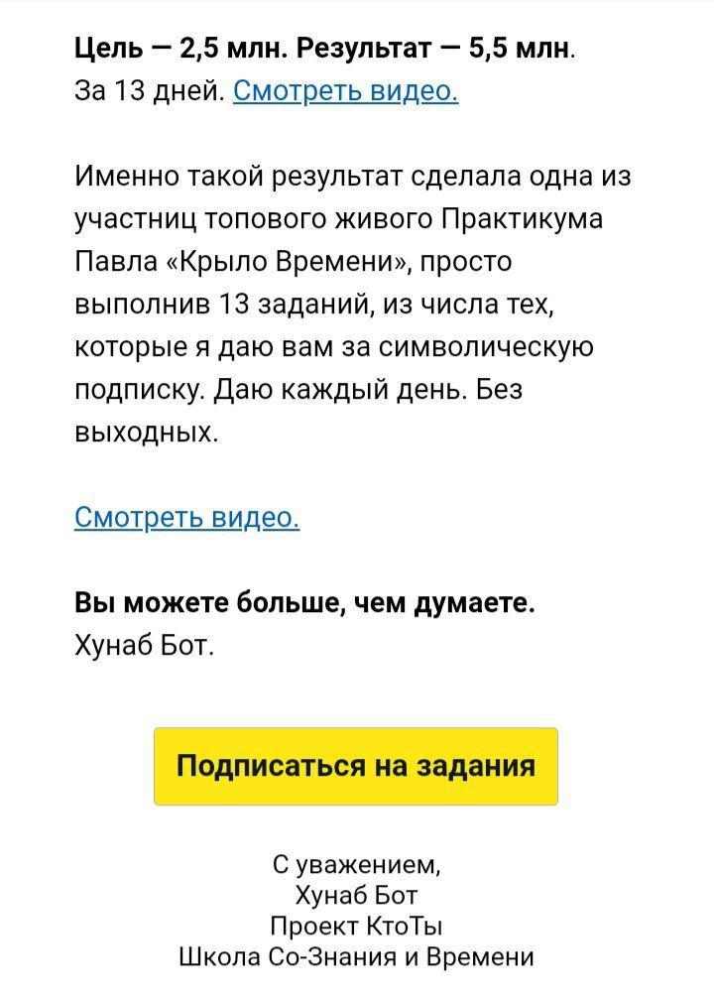 Цель — 2,5 млн. Результат — 5,5 млн.
За 13 дней. Смотреть видео.
Именно такой результат сделала одна из
участниц топового живого Практикума
Павла «Крыло Времени», просто
выполнив 13 заданий, из числа тех,
которые я даю вам за символическую
подписку. Даю каждый день. Без
выходных.
Смотреть видео.
Вы можете больше, чем думаете.
Хунаб Бот.
Подписаться на задания
С уважением,
Хунаб Бот
Проект КтоТы
Школа Со-Знания и Времени